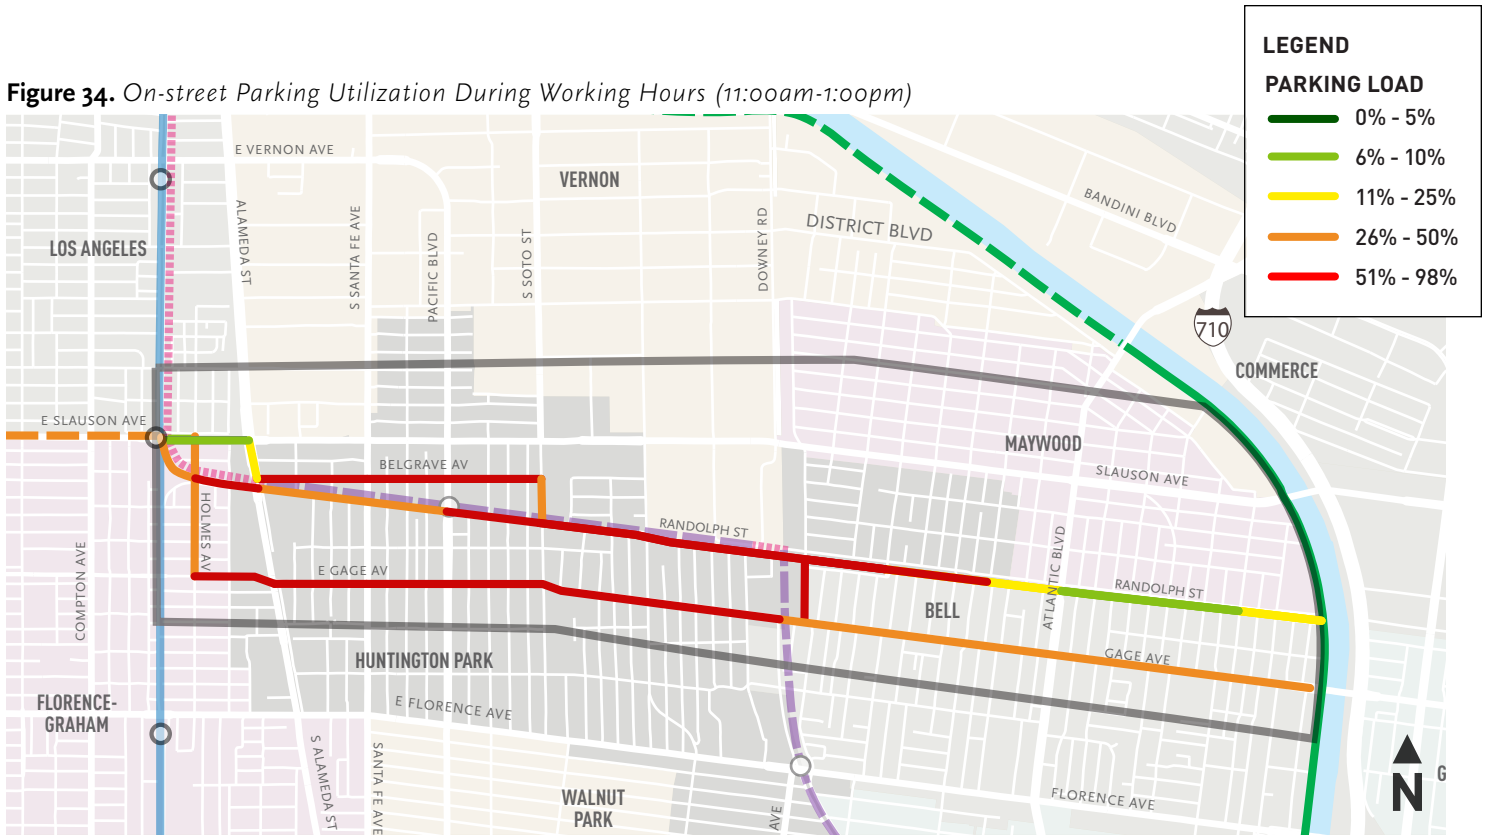 LEGEND
PARKING LOAD
0% - 5%
6% - 10%
11% - 25%
26% - 50%
51% - 98%
Figure 34. On-street Parking Utilization During Working Hours (11:00am-1:00pm)
E VERNON AVE
VERNON
BANDINI BLVD
LOS ANGELES
ALAMEDA ST
S SANTA FE AVE
PACIFIC BLVD
S SOTO ST
DOWNEY RD
DISTRICT BLVD
710
COMMERCE
E SLAUSON AVE
MAYWOOD
BELGRAVE AV
SLAUSON AVE
HOLMES AV
RANDOLPH ST
COMPTON AVE
E GAGE AV
ATLANTIC BLVD
RANDOLPH ST
BELL
GAGE AVE
HUNTINGTON PARK
FLORENCE-
GRAHAM
E FLORENCE AVE
S ALAMEDA ST
SANTA FE AVE
WALNUT
PARK
AVE
FLORENCE AVE
N
G